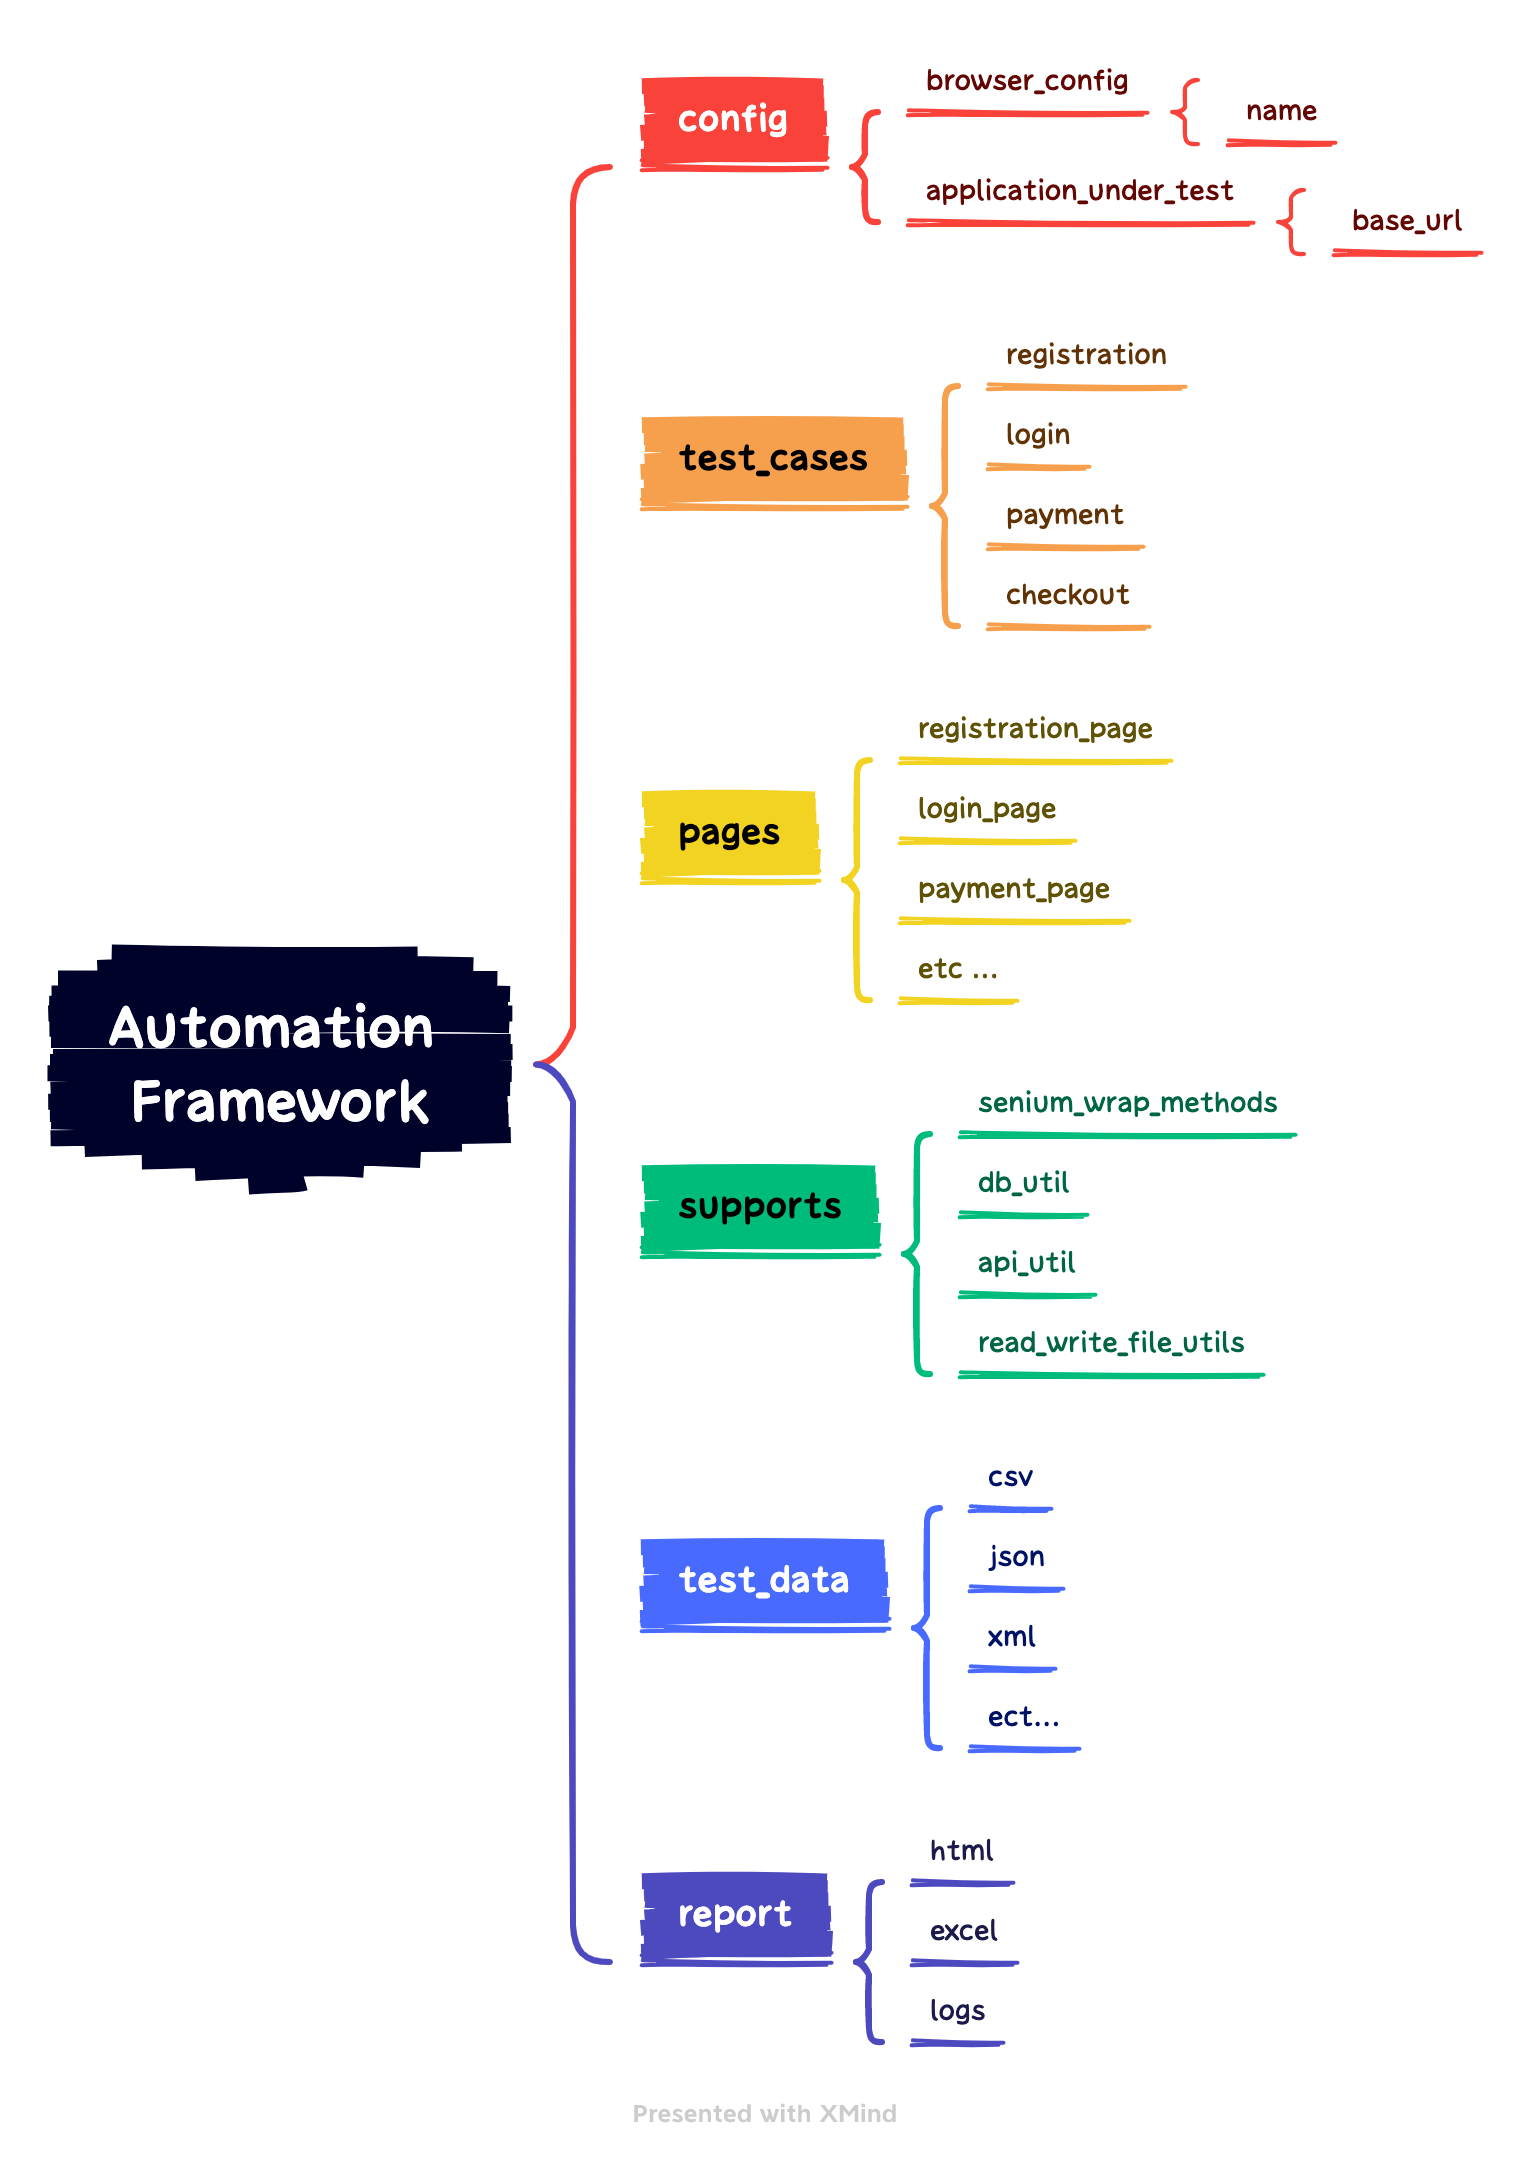 config
browser_config
name
application_under_test
base_url
test_cases
registration
login
payment
checkout
pages
registration_page
login_page
payment_page
etc ...
Automation
Framework
supports
senium_wrap_methods
db_util
api_util
read_write_file_utils
test_data
csv
json
xml
ect...
report
html
excel
logs
Presented with XMind